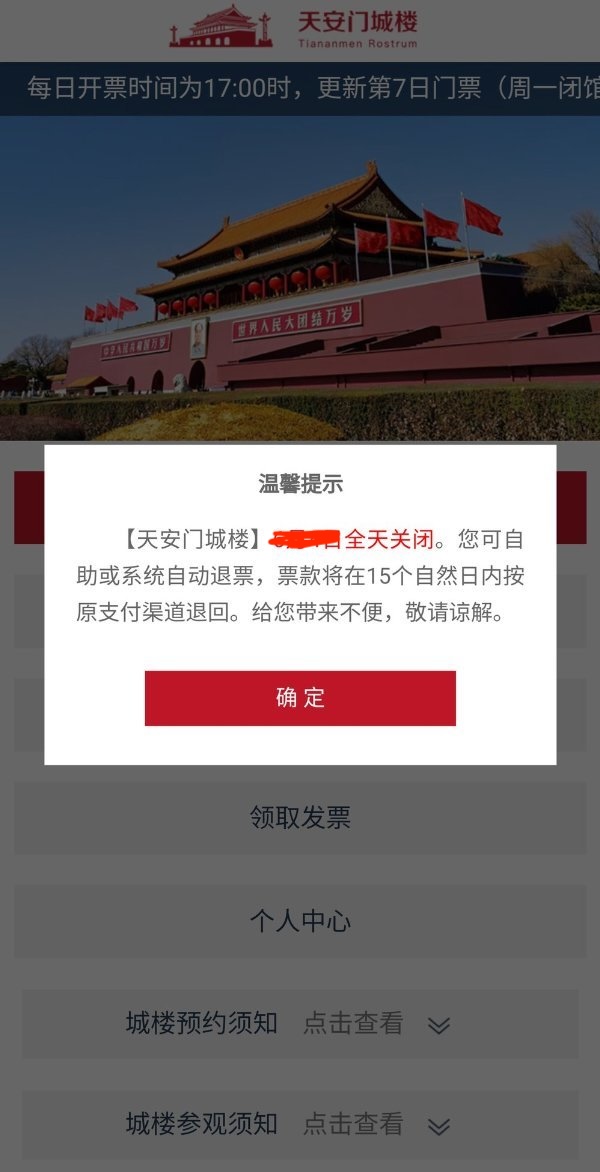 天安门城楼
Tiananmen Rostrum
每日开票时间为17:00时，更新第7日门票（周一闭馆
中华人民共和国万岁
世界人民大团结万岁
温馨提示
【天安门城楼】日全天关闭。您可自
助或系统自动退票，票款将在15个自然日内按
原支付渠道退回。给您带来不便，敬请谅解。
确 定
领取发票
个人中心
城楼预约须知 点击查看
城楼参观须知 点击查看